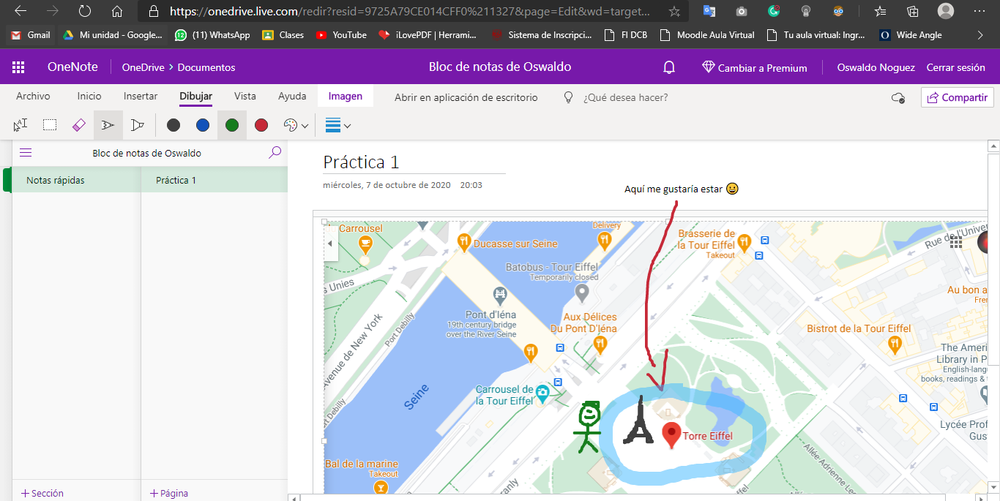 https://onedrive.live.com/redir?resid=9725A79CE014CFF0%211327&page=Edit&wd=target...
Gmail
Mi unidad - Google...
(11) WhatsApp
Clases
YouTube
iLovePDF | Herrami...
Sistema de Inscripci...
FI DCB
Moodle Aula Virtual
Tu aula virtual: Ingr...
Wide Angle
OneNote
OneDrive > Documentos
Bloc de notas de Oswaldo
Cambiar a Premium
Oswaldo Noguez
Cerrar sesión
Archivo
Inicio
Insertar
Dibujar
Vista
Ayuda
Imagen
Abrir en aplicación de escritorio
¿Qué desea hacer?
Compartir
Bloc de notas de Oswaldo
Notas rápidas
Práctica 1
+ Sección
+ Página
Práctica 1
miércoles, 7 de octubre de 2020 20:03
Aquí me gustaría estar 😀
Carrousel
Ducasse sur Seine
Delivery
Brasserie de
la Tour Eiffel
Takeout
Rue de l'Univer
Batobus - Tour Eiffel
Temporarily closed
s Unies
Pont d'Iéna
19th century bridge
over the River Seine
Aux Délices
Du Pont D'Iéna
Au bon a
Fren
Bistrot de la Tour Eiffel
Avenue de New York
Port Debilly
The Ameri
Library in P
English-langu
books, readings &
Seine
Carrousel de
la Tour Eiffel
Port Debilly
Torre Eiffel
Lycée Prof
Gus
Allée Adrienne Lec
Bal de la marine
Takeout
ranly
Eiffel